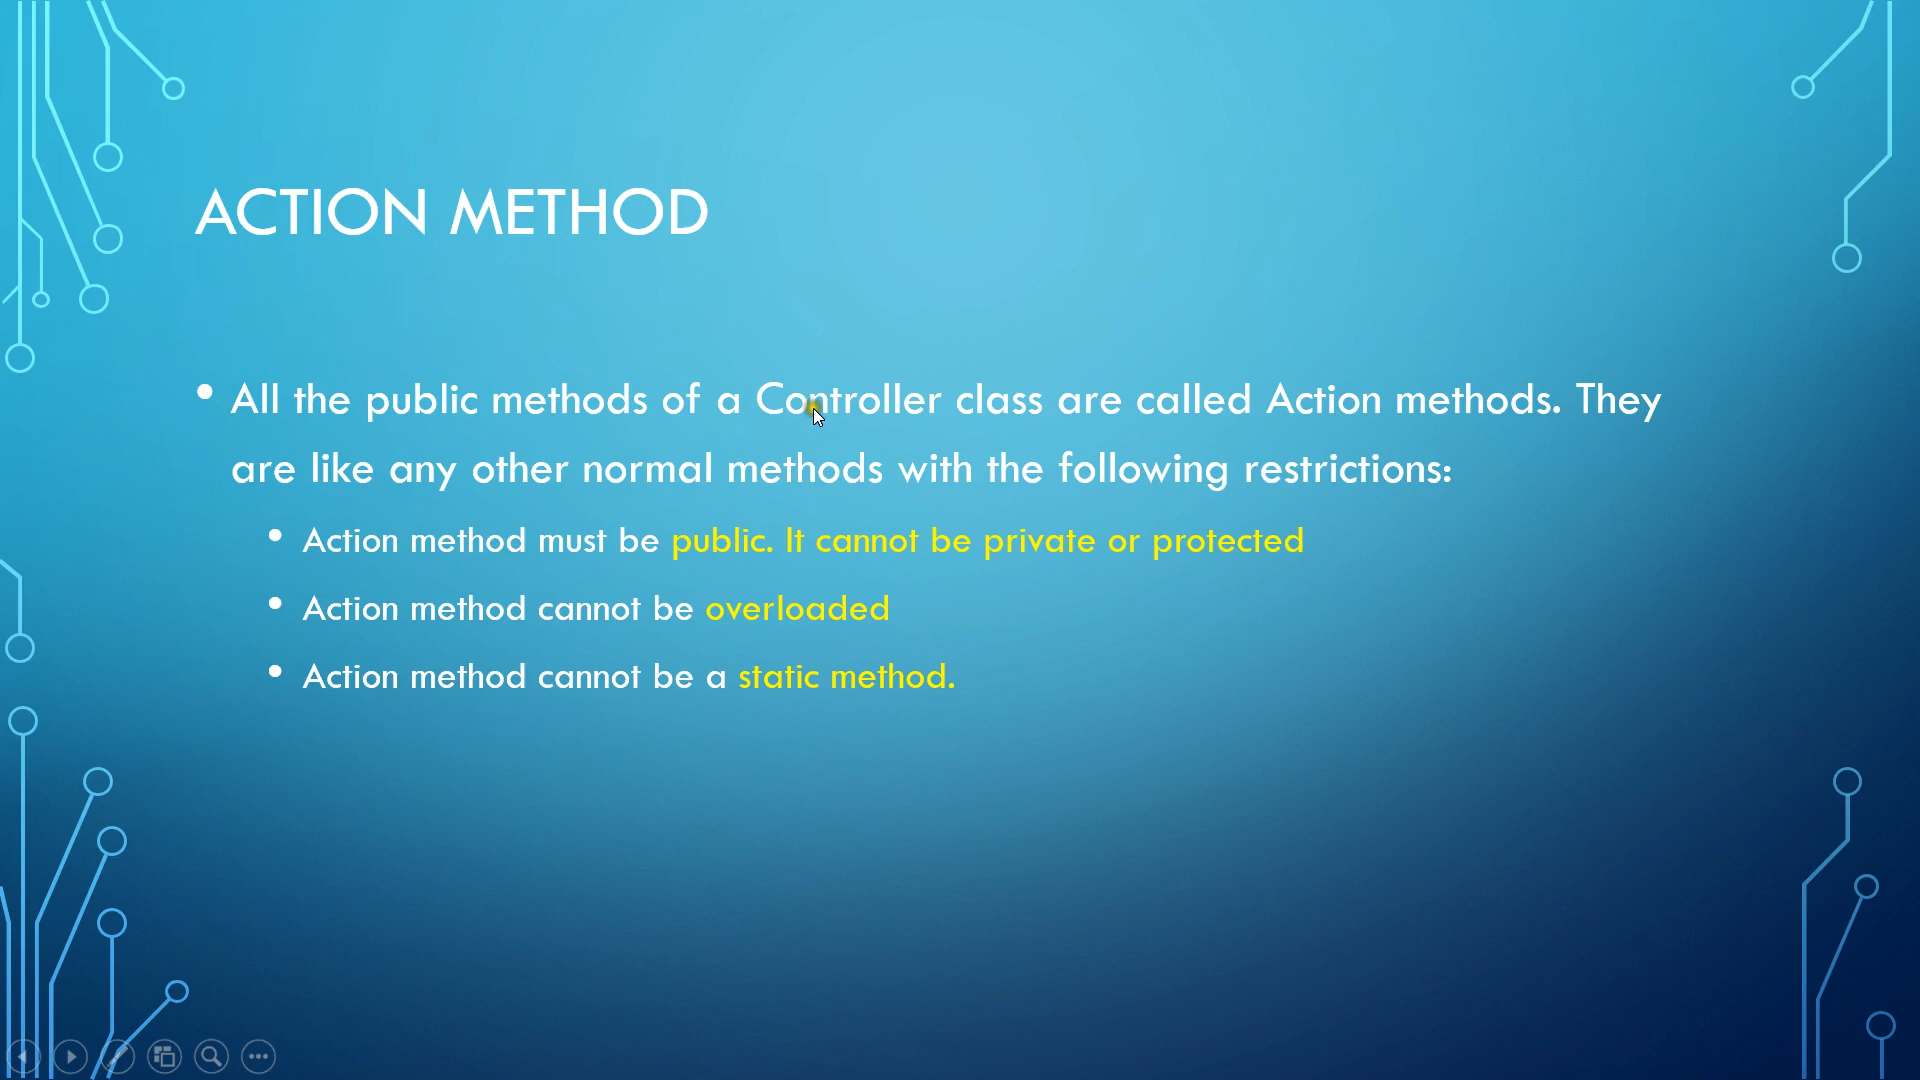 ACTION METHOD
• All the public methods of a Controller class are called Action methods. They
are like any other normal methods with the following restrictions:
• Action method must be public. It cannot be private or protected
• Action method cannot be overloaded
• Action method cannot be a static method.